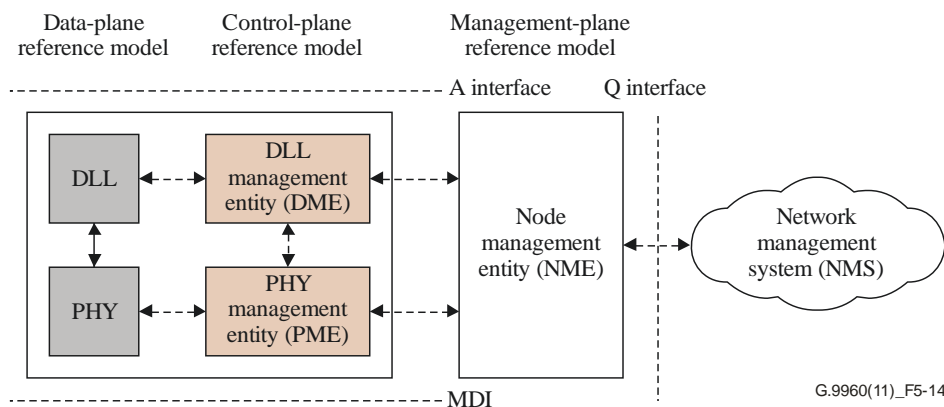 Data-plane
reference model
Control-plane
reference model
Management-plane
reference model
A interface
Q interface
DLL
DLL
management
entity (DME)
Node
management
entity (NME)
Network
management
system (NMS)
PHY
PHY
management
entity (PME)
MDI
G.9960(11)_F5-14